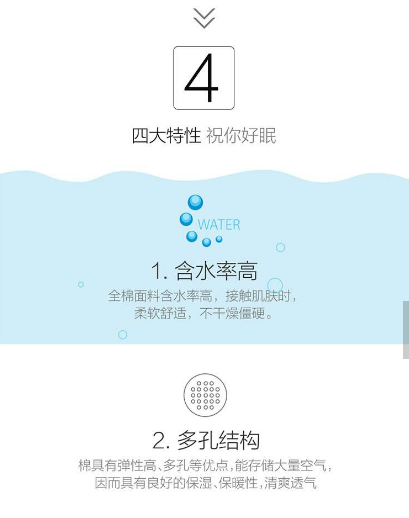 4
四大特性 祝你好眠
WATER
1. 含水率高
全棉面料含水率高，接触肌肤时，
柔软舒适，不干燥僵硬。
2. 多孔结构
棉具有弹性高、多孔等优点，能存储大量空气，
因而具有良好的保湿、保暖性，清爽透气